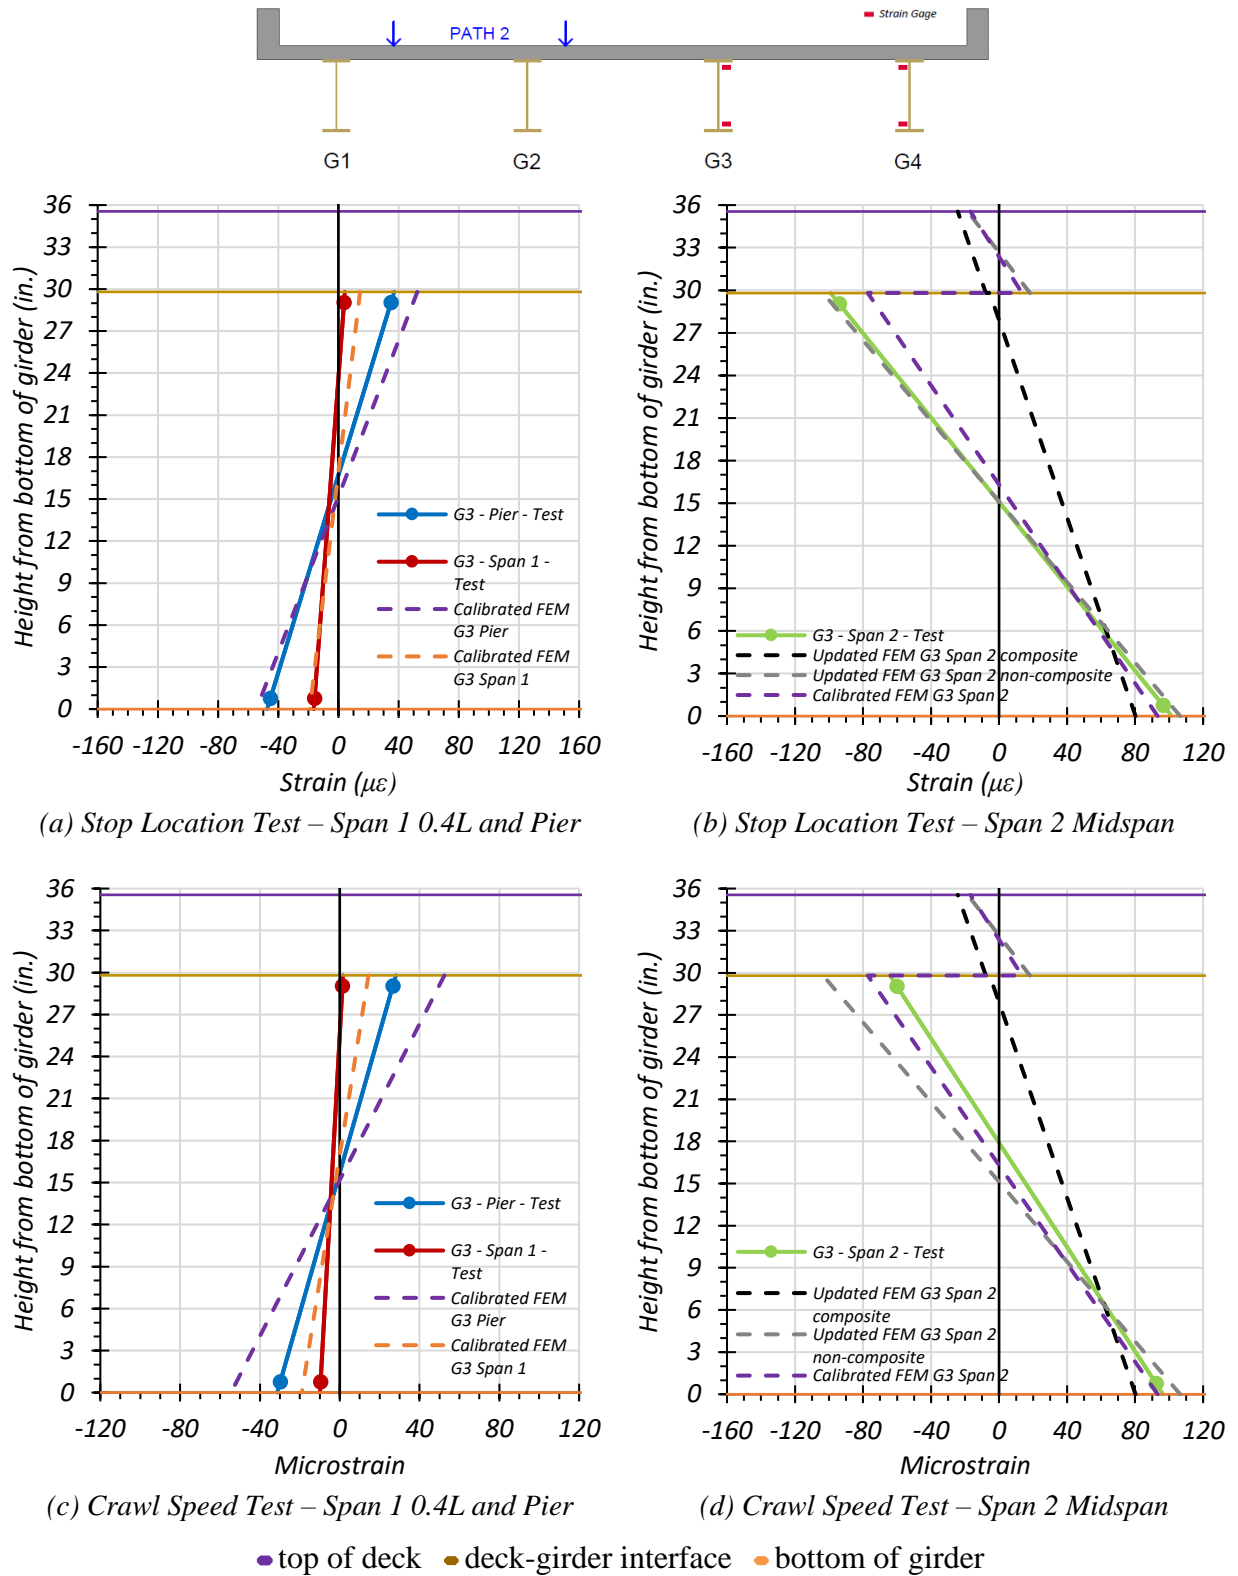 Strain Gage
PATH 2
G1 G2 G3 G4
36
33
30
27
24
21
18
15
12
9
6
3
0
Height from bottom of girder (in.)
G3 - Pier - Test
G3 - Span 1 -
Test
Calibrated FEM
G3 Pier
Calibrated FEM
G3 Span 1
-160 -120 -80 -40 0 40 80 120 160
Strain (με)
(a) Stop Location Test – Span 1 0.4L and Pier
36
33
30
27
24
21
18
15
12
9
6
3
0
Height from bottom of girder (in.)
G3 - Span 2 - Test
Updated FEM G3 Span 2 composite
Updated FEM G3 Span 2 non-composite
Calibrated FEM G3 Span 2
-160 -120 -80 -40 0 40 80 120
Strain (με)
(b) Stop Location Test – Span 2 Midspan
36
33
30
27
24
21
18
15
12
9
6
3
0
Height from bottom of girder (in.)
G3 - Pier - Test
G3 - Span 1 -
Test
Calibrated FEM
G3 Pier
Calibrated FEM
G3 Span 1
-120 -80 -40 0 40 80 120
Microstrain
(c) Crawl Speed Test – Span 1 0.4L and Pier
36
33
30
27
24
21
18
15
12
9
6
3
0
Height from bottom of girder (in.)
G3 - Span 2 - Test
Updated FEM G3 Span 2
composite
Updated FEM G3 Span 2
non-composite
Calibrated FEM G3 Span 2
-160 -120 -80 -40 0 40 80 120
Microstrain
(d) Crawl Speed Test – Span 2 Midspan
top of deck deck-girder interface bottom of girder